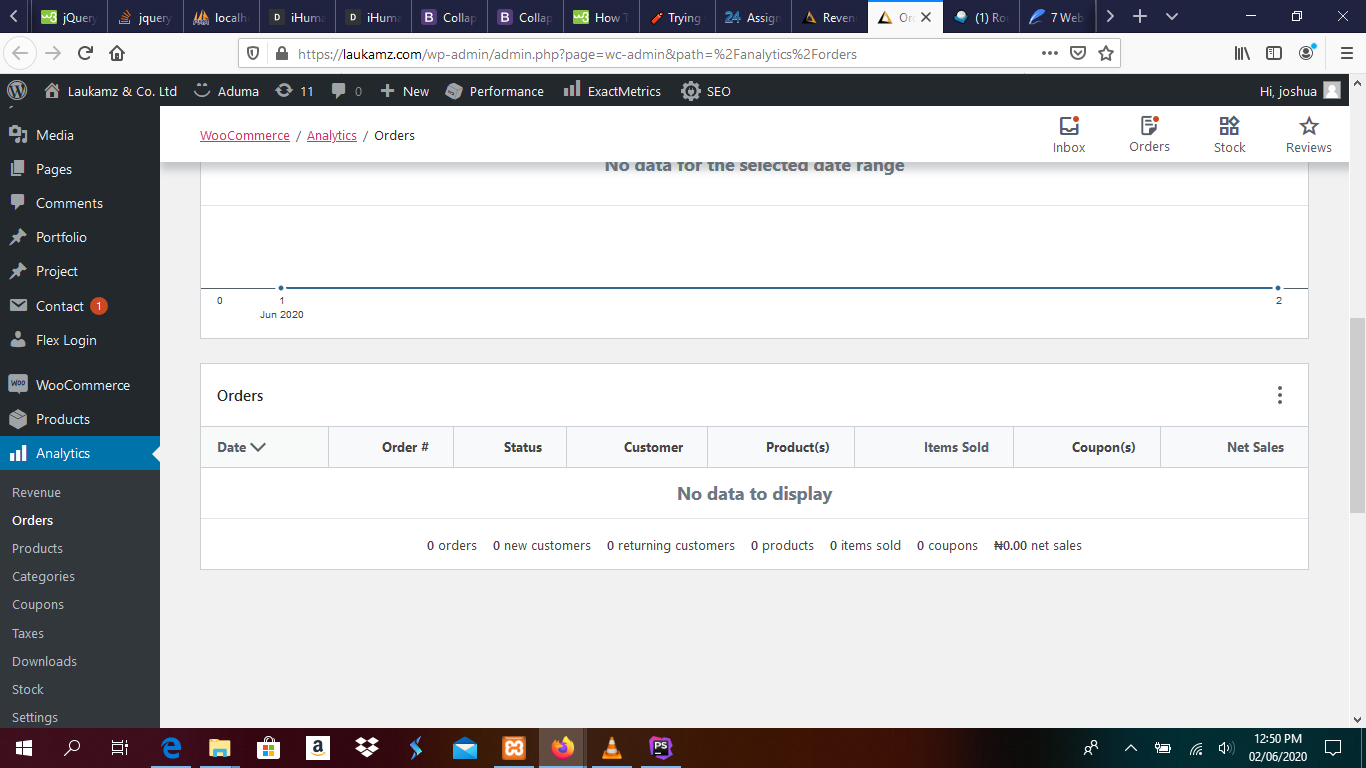 jQuery jquery localh iHuma iHuma Collap Collap How T Trying Assign Reven Or (1) Ro 7 Web
https://laukamz.com/wp-admin/admin.php?page=wc-admin&path=%2Fanalytics%2Forders
Laukamz & Co. Ltd Aduma 11 0 New Performance ExactMetrics SEO Hi, joshua
Media
Pages
Comments
Portfolio
Project
Contact 1
Flex Login
WooCommerce
Products
Analytics
Revenue
Orders
Products
Categories
Coupons
Taxes
Downloads
Stock
Settings
WooCommerce / Analytics / Orders
Inbox Orders Stock Reviews
No data for the selected date range
0 1 2
Jun 2020
Orders
Date Order # Status Customer Product(s) Items Sold Coupon(s) Net Sales
No data to display
0 orders 0 new customers 0 returning customers 0 products 0 items sold 0 coupons ₦0.00 net sales
12:50 PM
02/06/2020